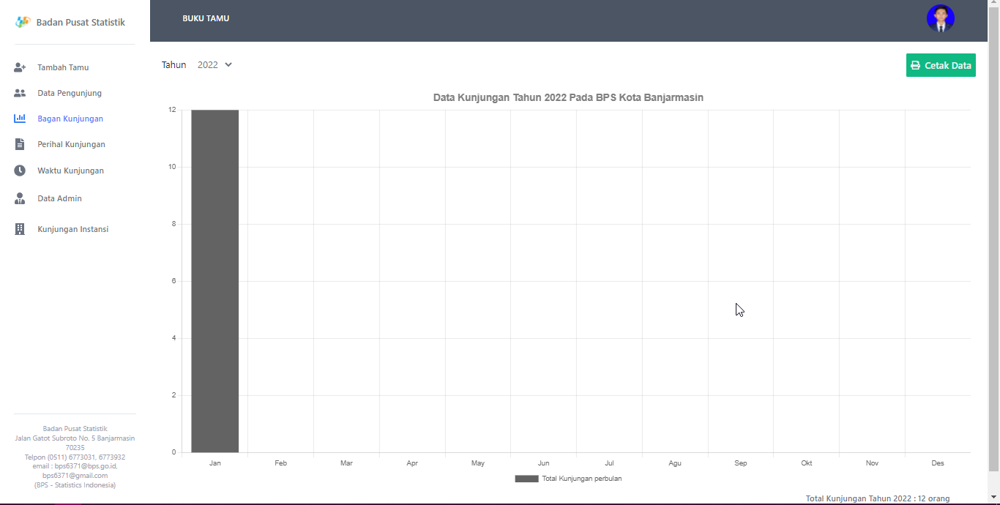 Badan Pusat Statistik
BUKU TAMU
Tambah Tamu
Data Pengunjung
Bagan Kunjungan
Perihal Kunjungan
Waktu Kunjungan
Data Admin
Kunjungan Instansi
Badan Pusat Statistik
Jalan Gatot Subroto No. 5 Banjarmasin
70235
Telpon (0511) 6773031, 6773932
email : bps6371@bps.go.id,
bps6371@gmail.com
(BPS - Statistics Indonesia)
Tahun 2022
Cetak Data
Data Kunjungan Tahun 2022 Pada BPS Kota Banjarmasin
12
10
8
6
4
2
0
Jan Feb Mar Apr May Jun Jul Agu Sep Okt Nov Des
Total Kunjungan perbulan
Total Kunjungan Tahun 2022 : 12 orang